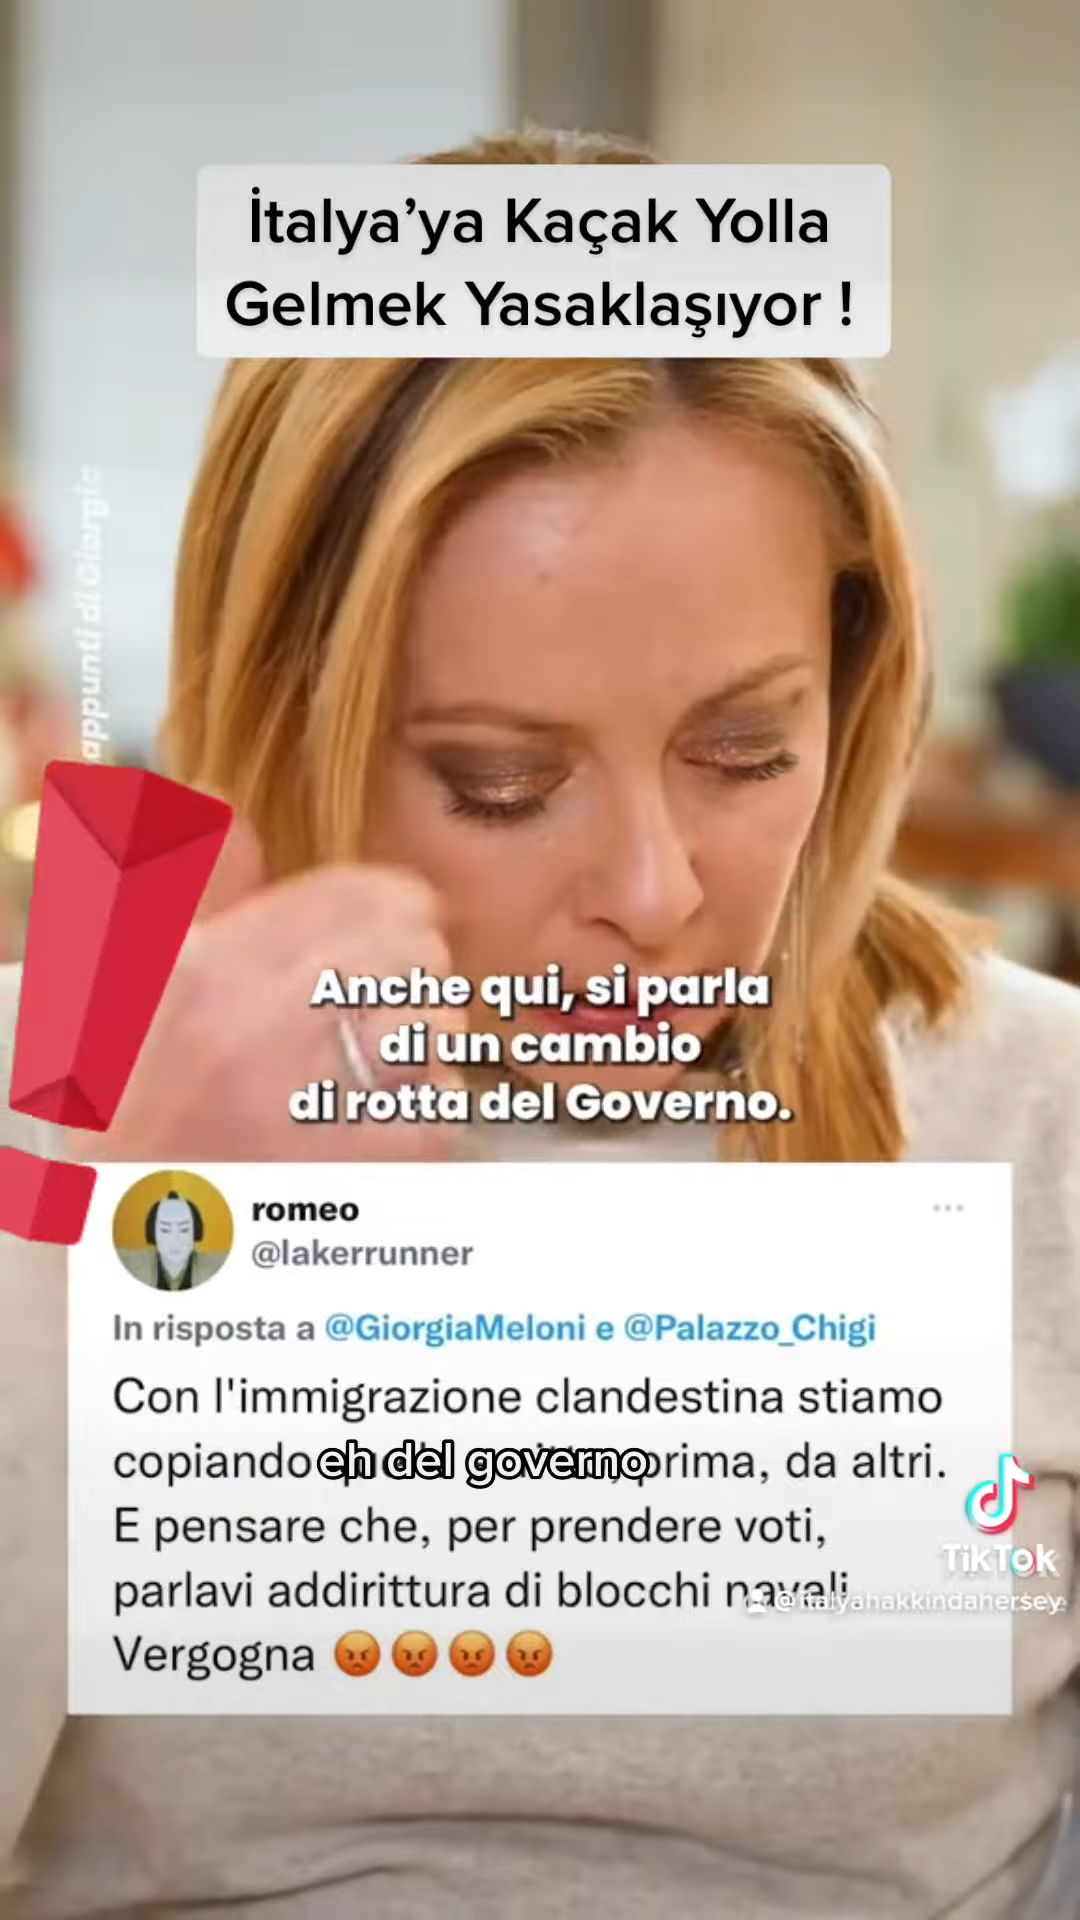 İtalya’ya Kaçak Yolla
Gelmek Yasaklaşıyor !
appunti di Giorgia
Anche qui, si parla
di un cambio
di rotta del Governo.
romeo
@lakerrunner
In risposta a @GiorgiaMeloni e @Palazzo_Chigi
Con l'immigrazione clandestina stiamo
copiando prima, da altri.
eh del governo
E pensare che, per prendere voti,
parlavi addirittura di blocchi navali
Vergogna 😡😡😡😡
TikTok
@italyahakkindahersey